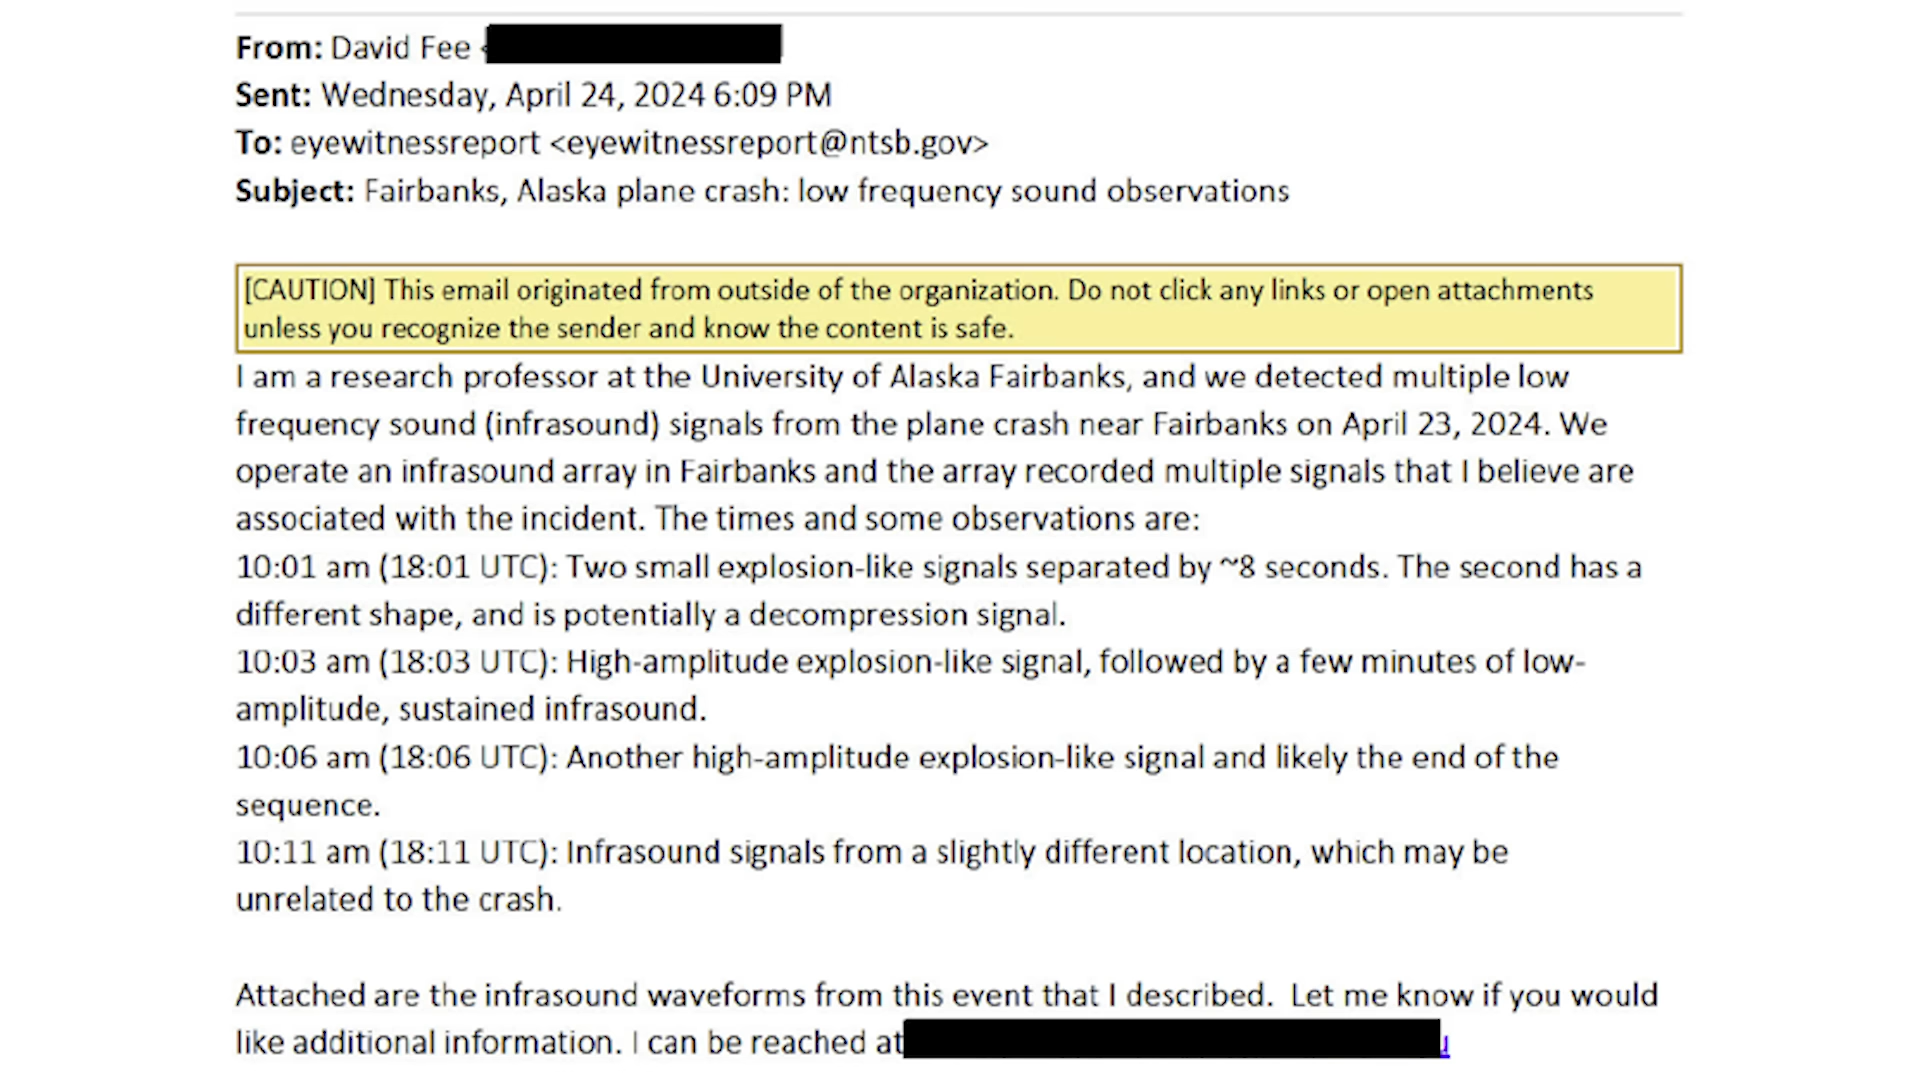 From: David Fee <
Sent: Wednesday, April 24, 2024 6:09 PM
To: eyewitnessreport <eyewitnessreport@ntsb.gov>
Subject: Fairbanks, Alaska plane crash: low frequency sound observations
[CAUTION] This email originated from outside of the organization. Do not click any links or open attachments
unless you recognize the sender and know the content is safe.
I am a research professor at the University of Alaska Fairbanks, and we detected multiple low
frequency sound (infrasound) signals from the plane crash near Fairbanks on April 23, 2024. We
operate an infrasound array in Fairbanks and the array recorded multiple signals that I believe are
associated with the incident. The times and some observations are:
10:01 am (18:01 UTC): Two small explosion-like signals separated by ~8 seconds. The second has a
different shape, and is potentially a decompression signal.
10:03 am (18:03 UTC): High-amplitude explosion-like signal, followed by a few minutes of low-
amplitude, sustained infrasound.
10:06 am (18:06 UTC): Another high-amplitude explosion-like signal and likely the end of the
sequence.
10:11 am (18:11 UTC): Infrasound signals from a slightly different location, which may be
unrelated to the crash.
Attached are the infrasound waveforms from this event that I described.  Let me know if you would
like additional information. I can be reached at